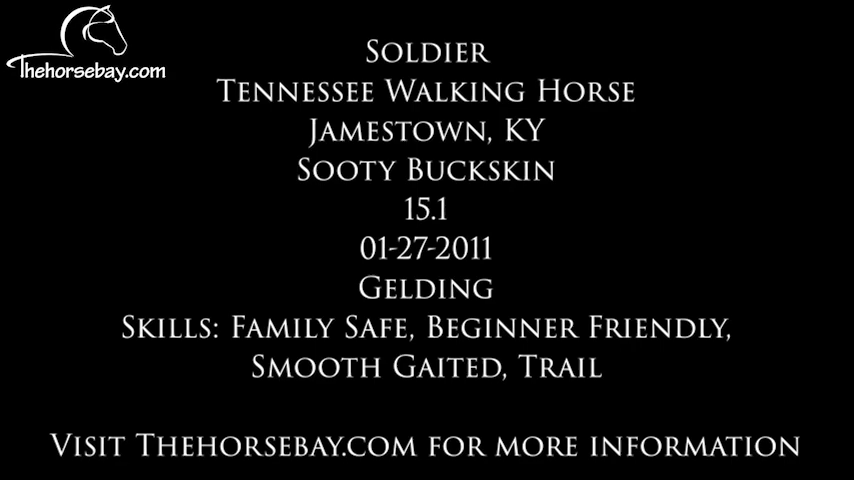 Thehorsebay.com
Soldier
Tennessee Walking Horse
Jamestown, KY
Sooty Buckskin
15.1
01-27-2011
Gelding
Skills: Family Safe, Beginner Friendly,
Smooth Gaited, Trail
Visit Thehorsebay.com for more information